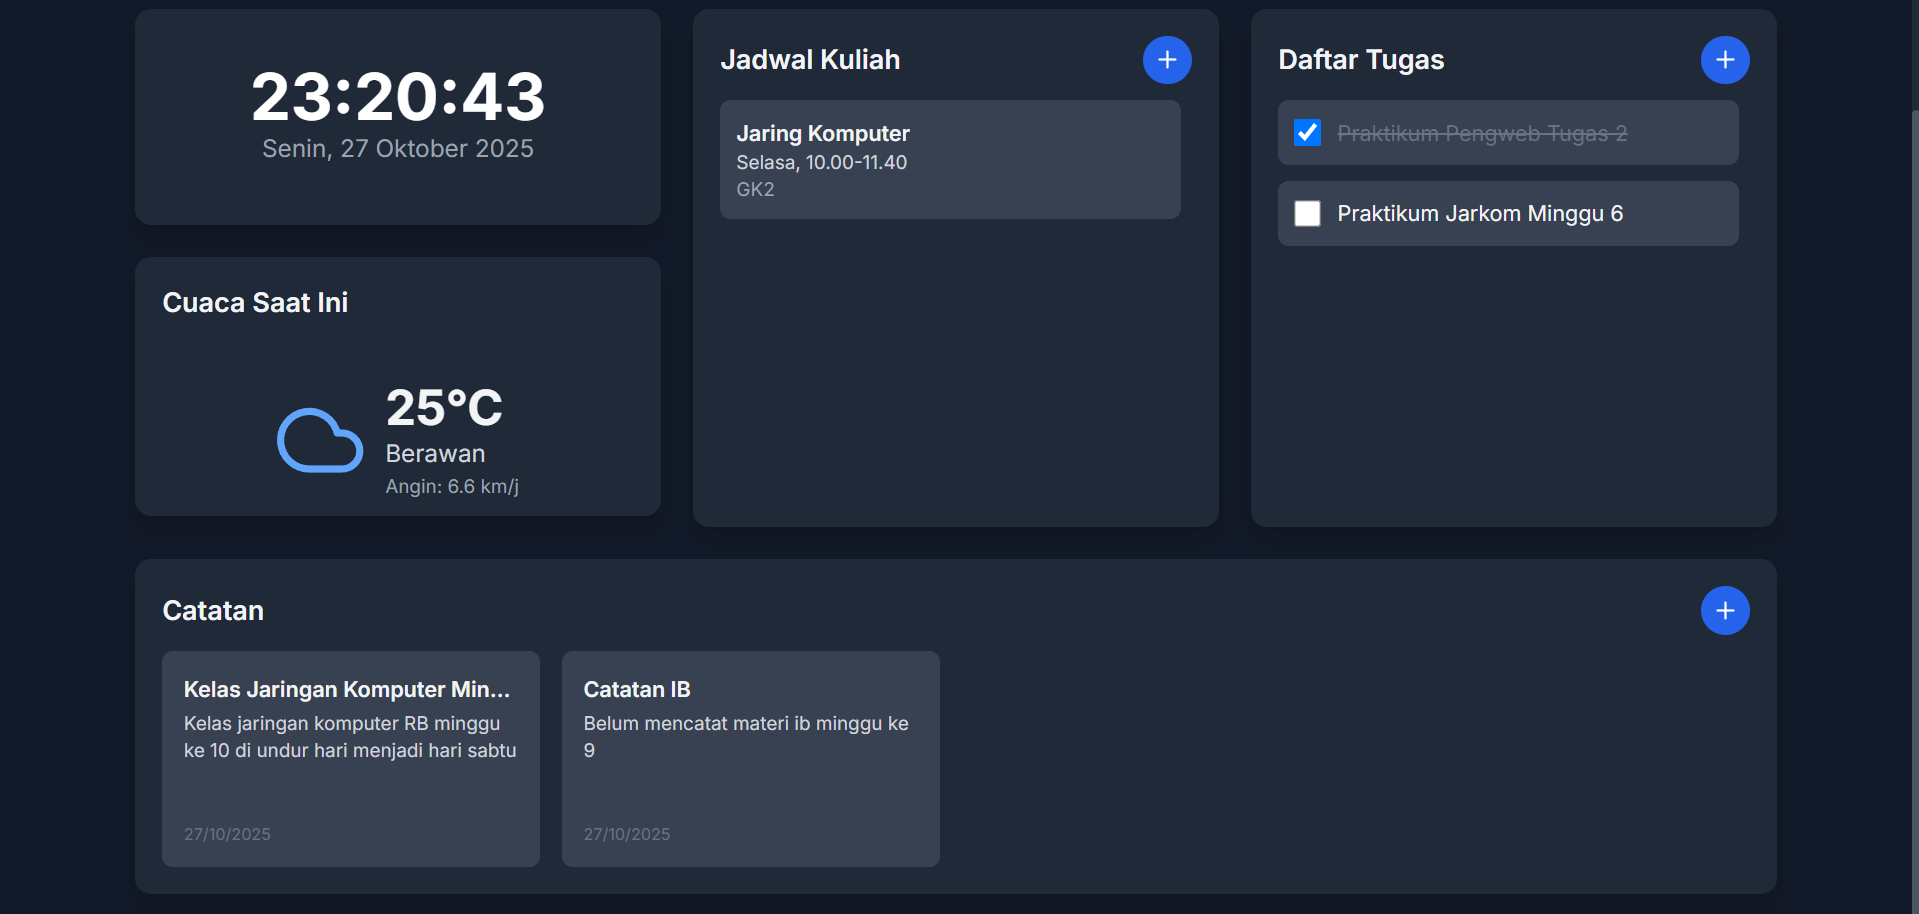 23:20:43
Senin, 27 Oktober 2025
Cuaca Saat Ini
25°C
Berawan
Angin: 6.6 km/j
Jadwal Kuliah
Jaring Komputer
Selasa, 10.00-11.40
GK2
Daftar Tugas
Praktikum Pengweb Tugas 2
Praktikum Jarkom Minggu 6
Catatan
Kelas Jaringan Komputer Min...
Kelas jaringan komputer RB minggu
ke 10 di undur hari menjadi hari sabtu
27/10/2025
Catatan IB
Belum mencatat materi ib minggu ke
9
27/10/2025